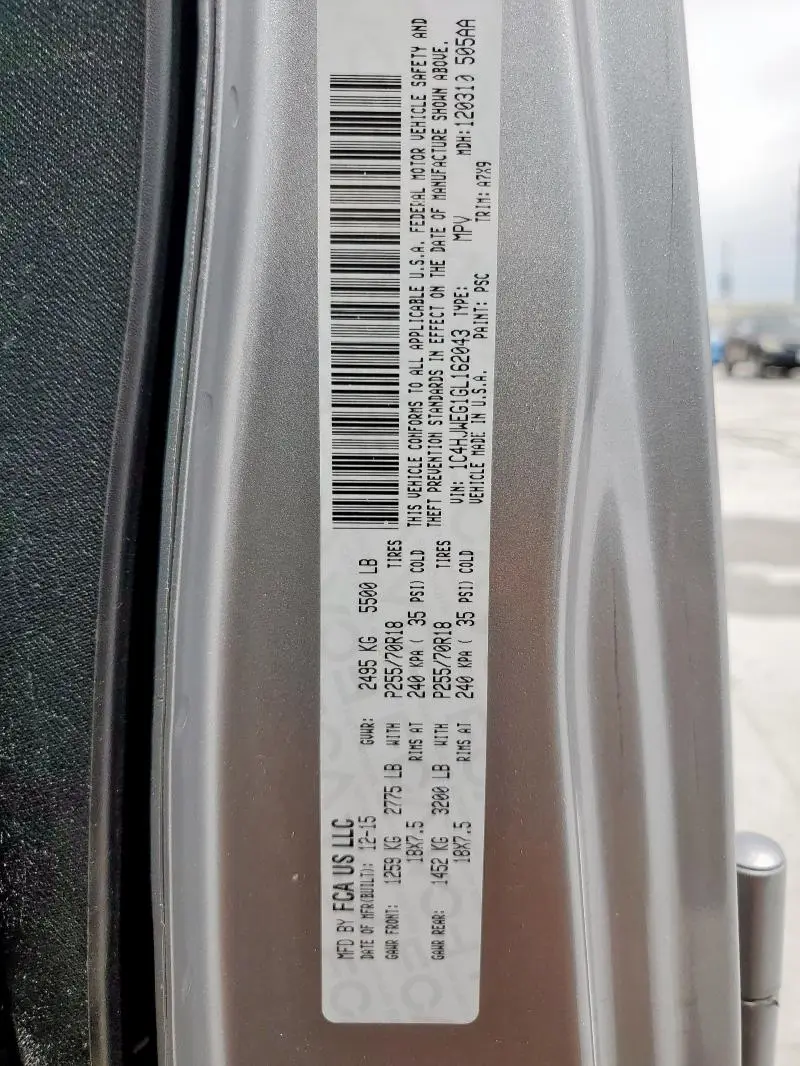 MFD BY FCA US LLC
DATE OF MFR(BUILT): 12-15 GVWR: 2495 KG 5500 LB
GAWR FRONT: 1259 KG 2775 LB WITH P255/70R18 TIRES
18X7.5 RIMS AT 240 KPA ( 35 PSI) COLD
GAWR REAR: 1452 KG 3200 LB WITH P255/70R18 TIRES
18X7.5 RIMS AT 240 KPA ( 35 PSI) COLD
THIS VEHICLE CONFORMS TO ALL APPLICABLE U.S.A. FEDERAL MOTOR VEHICLE SAFETY AND
THEFT PREVENTION STANDARDS IN EFFECT ON THE DATE OF MANUFACTURE SHOWN ABOVE.
VIN: 1C4HJWEG1GL162043 TYPE: MPV MDH:120310 505AA
VEHICLE MADE IN U.S.A. PAINT: PSC TRIM: A7X9